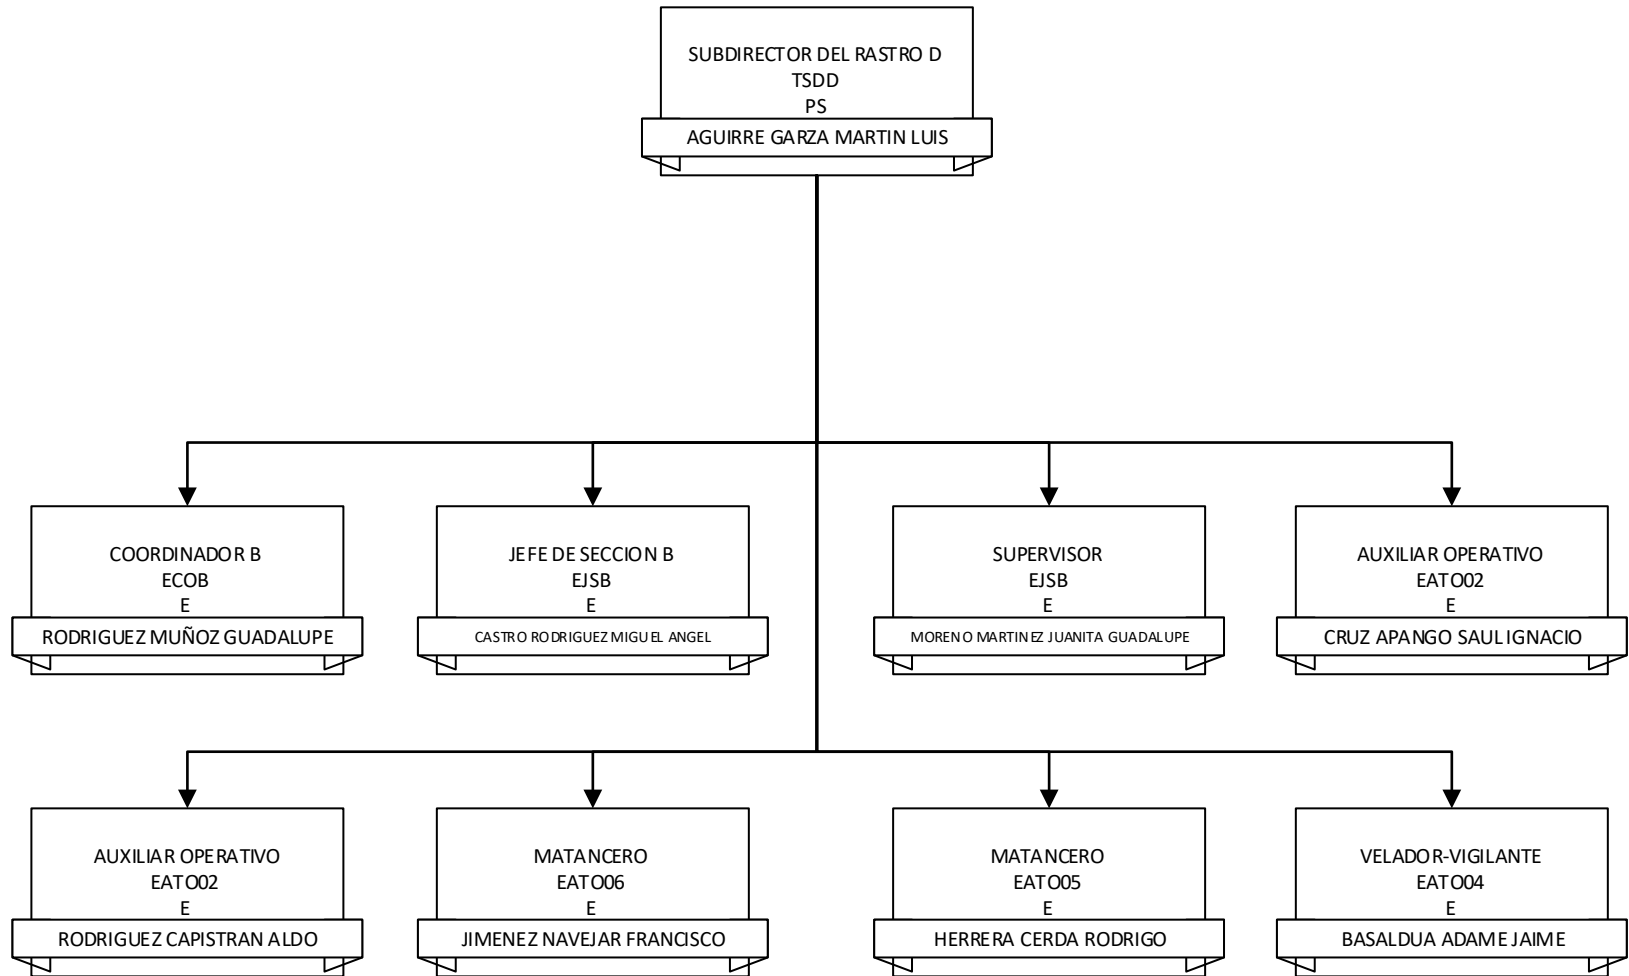 SUBDIRECTOR DEL RASTRO D
TSDD
PS
AGUIRRE GARZA MARTIN LUIS
COORDINADOR B
ECOB
E
RODRIGUEZ MUÑOZ GUADALUPE
JEFE DE SECCION B
EJSB
E
CASTRO RODRIGUEZ MIGUEL ANGEL
SUPERVISOR
EJSB
E
MORENO MARTINEZ JUANITA GUADALUPE
AUXILIAR OPERATIVO
EATO02
E
CRUZ APANGO SAUL IGNACIO
AUXILIAR OPERATIVO
EATO02
E
RODRIGUEZ CAPISTRAN ALDO
MATANCERO
EATO06
E
JIMENEZ NAVEJAR FRANCISCO
MATANCERO
EATO05
E
HERRERA CERDA RODRIGO
VELADOR-VIGILANTE
EATO04
E
BASALDUA ADAME JAIME